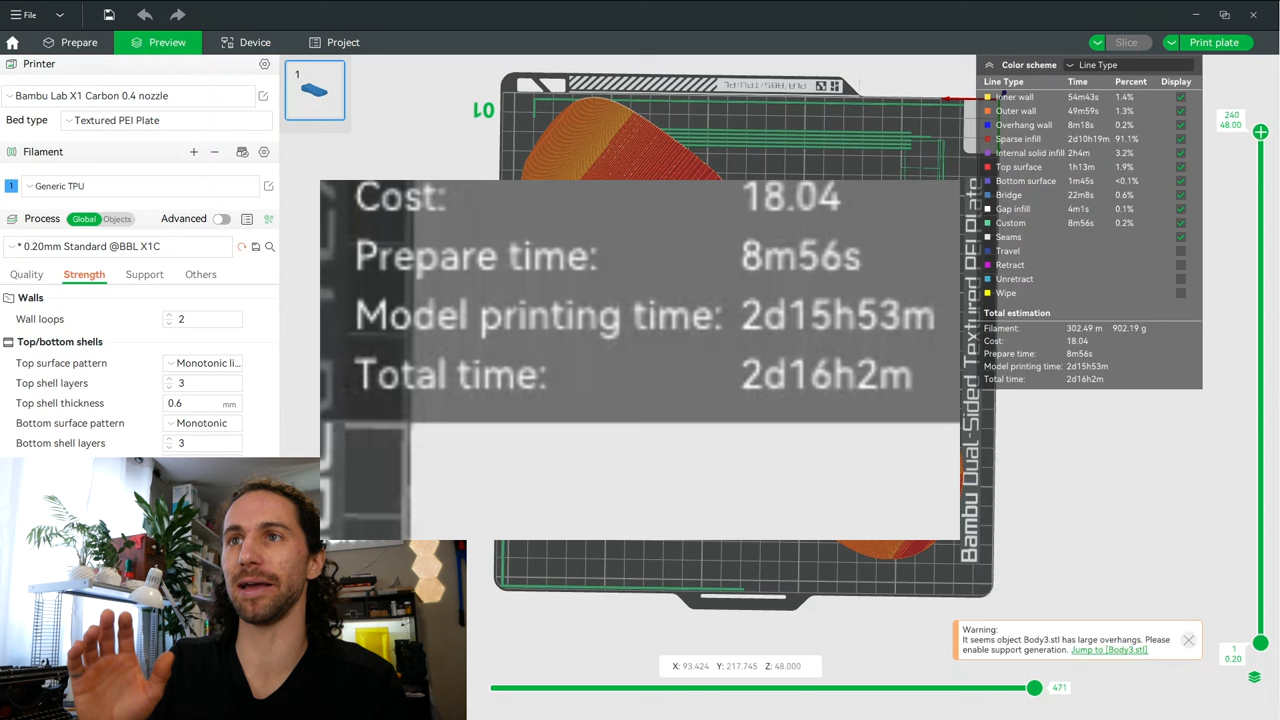 File
Prepare
Preview
Device
Project
Slice
Print plate
Printer
Bambu Lab X1 Carbon 0.4 nozzle
Bed type
Textured PEI Plate
Filament
1 Generic TPU
Process
Global Objects
Advanced
* 0.20mm Standard @BBL X1C
Quality
Strength
Support
Others
Walls
Wall loops 2
Top/bottom shells
Top surface pattern Monotonic li...
Top shell layers 3
Top shell thickness 0.6 mm
Bottom surface pattern Monotonic
Bottom shell layers 3
1
01
Cost: 18.04
Prepare time: 8m56s
Model printing time: 2d15h53m
Total time: 2d16h2m
Bambu Dual-Sided Textured PEI Plate
Color scheme Line Type
Line Type Time Percent Display
Inner wall 54m43s 1.4%
Outer wall 49m59s 1.3%
Overhang wall 8m18s 0.2%
Sparse infill 2d10h19m 91.1%
Internal solid infill 2h4m 3.2%
Top surface 1h13m 1.9%
Bottom surface 1m45s <0.1%
Bridge 22m8s 0.6%
Gap infill 4m1s 0.1%
Custom 8m56s 0.2%
Seams
Travel
Retract
Unretract
Wipe
Total estimation
Filament: 302.49 m 902.19 g
Cost: 18.04
Prepare time: 8m56s
Model printing time: 2d15h53m
Total time: 2d16h2m
240
48.00
1
0.20
Warning:
It seems object Body3.stl has large overhangs. Please
enable support generation. Jump to [Body3.stl]
X: 93.424 Y: 217.745 Z: 48.000
471